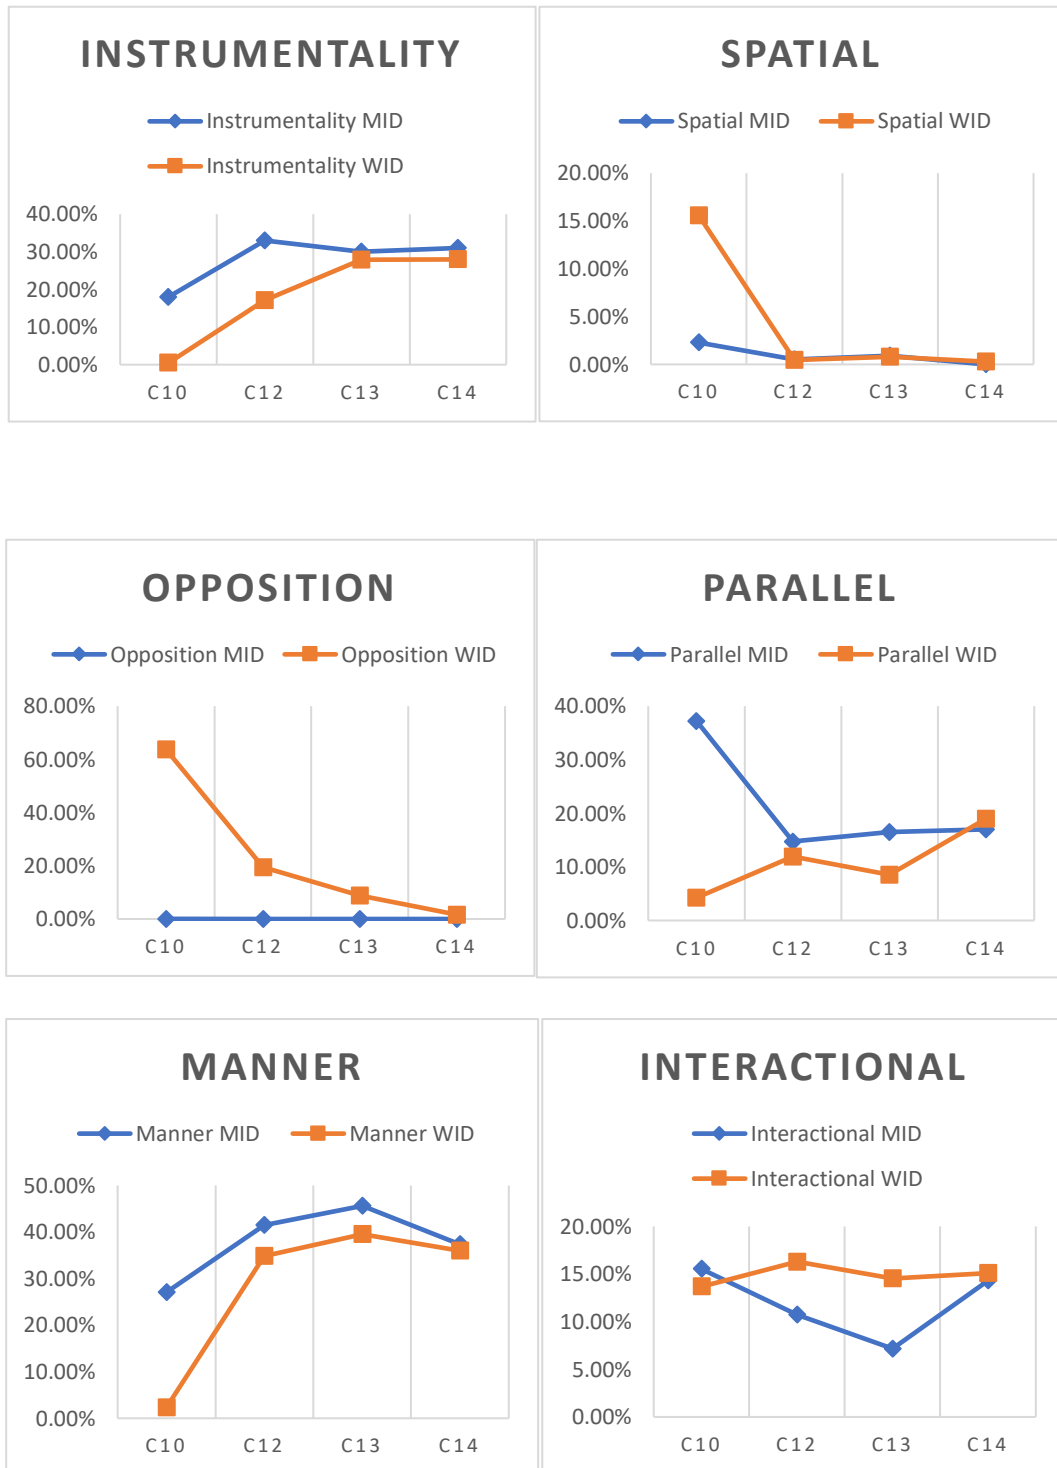 INSTRUMENTALITY
Instrumentality MID
Instrumentality WID
40.00%
30.00%
20.00%
10.00%
0.00%
C10 C12 C13 C14
SPATIAL
Spatial MID Spatial WID
20.00%
15.00%
10.00%
5.00%
0.00%
C10 C12 C13 C14
OPPOSITION
Opposition MID Opposition WID
80.00%
60.00%
40.00%
20.00%
0.00%
C10 C12 C13 C14
PARALLEL
Parallel MID Parallel WID
40.00%
30.00%
20.00%
10.00%
0.00%
C10 C12 C13 C14
MANNER
Manner MID Manner WID
50.00%
40.00%
30.00%
20.00%
10.00%
0.00%
C10 C12 C13 C14
INTERACTIONAL
Interactional MID
Interactional WID
20.00%
15.00%
10.00%
5.00%
0.00%
C10 C12 C13 C14